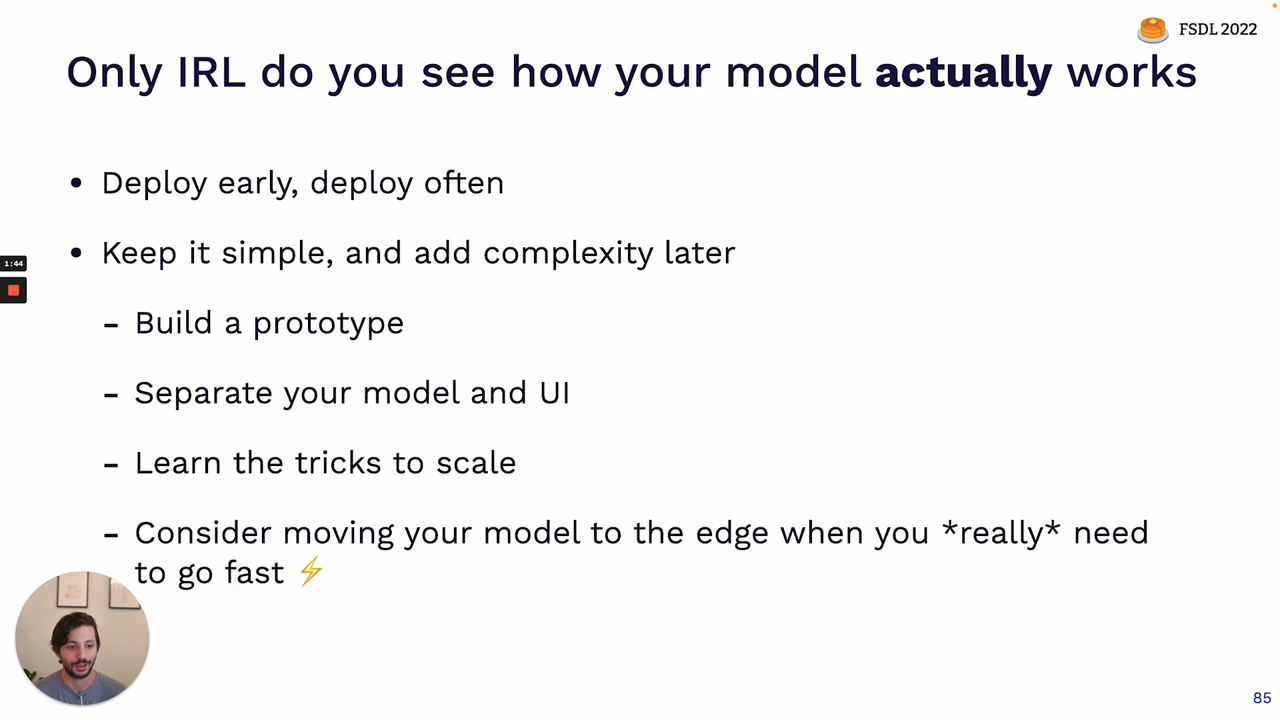 FSDL 2022
Only IRL do you see how your model actually works
• Deploy early, deploy often
• Keep it simple, and add complexity later
1:44
– Build a prototype
– Separate your model and UI
– Learn the tricks to scale
– Consider moving your model to the edge when you *really* need
to go fast ⚡
85